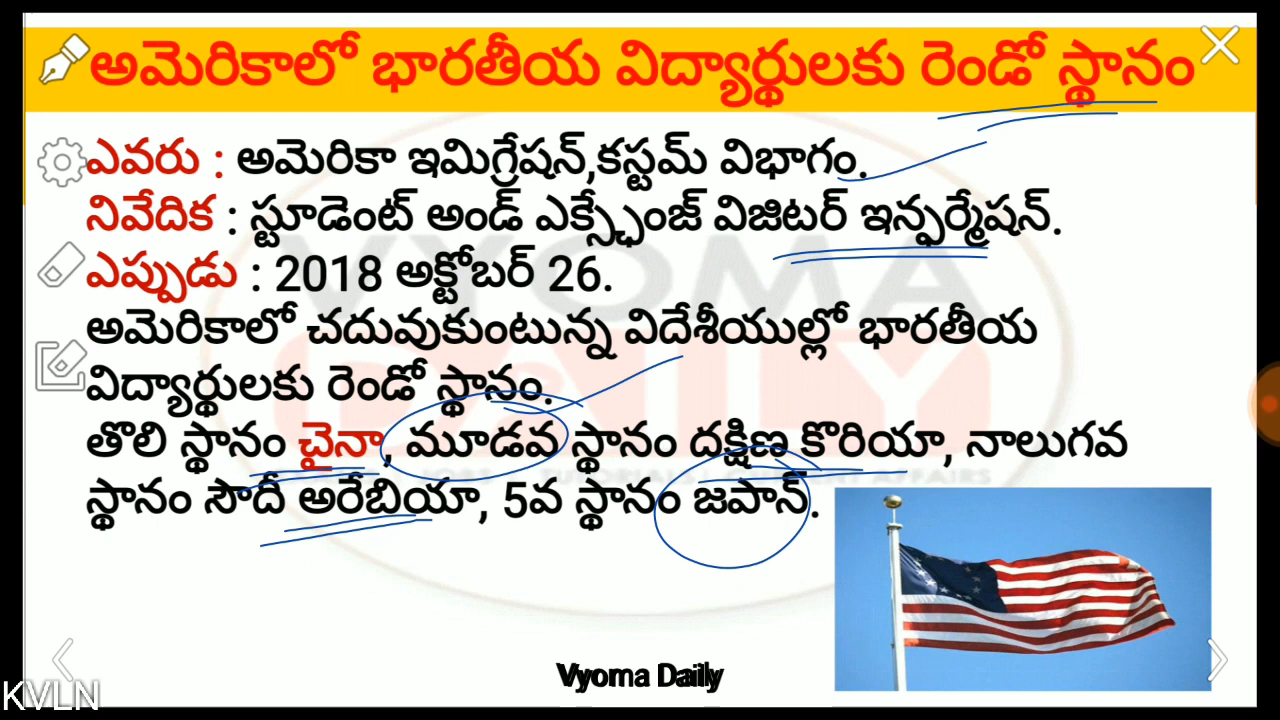 అమెరికాలో భారతీయ విద్యార్థులకు రెండో స్థానం
ఎవరు : అమెరికా ఇమిగ్రేషన్,కస్టమ్ విభాగం.
నివేదిక : స్టూడెంట్ అండ్ ఎక్స్ఛేంజ్ విజిటర్ ఇన్ఫర్మేషన్.
ఎప్పుడు : 2018 అక్టోబర్ 26.
అమెరికాలో చదువుకుంటున్న విదేశీయుల్లో భారతీయ
విద్యార్థులకు రెండో స్థానం.
తొలి స్థానం చైనా, మూడవ స్థానం దక్షిణ కొరియా, నాలుగవ
స్థానం సౌదీ అరేబియా, 5వ స్థానం జపాన్.
Vyoma Daily
KVLN